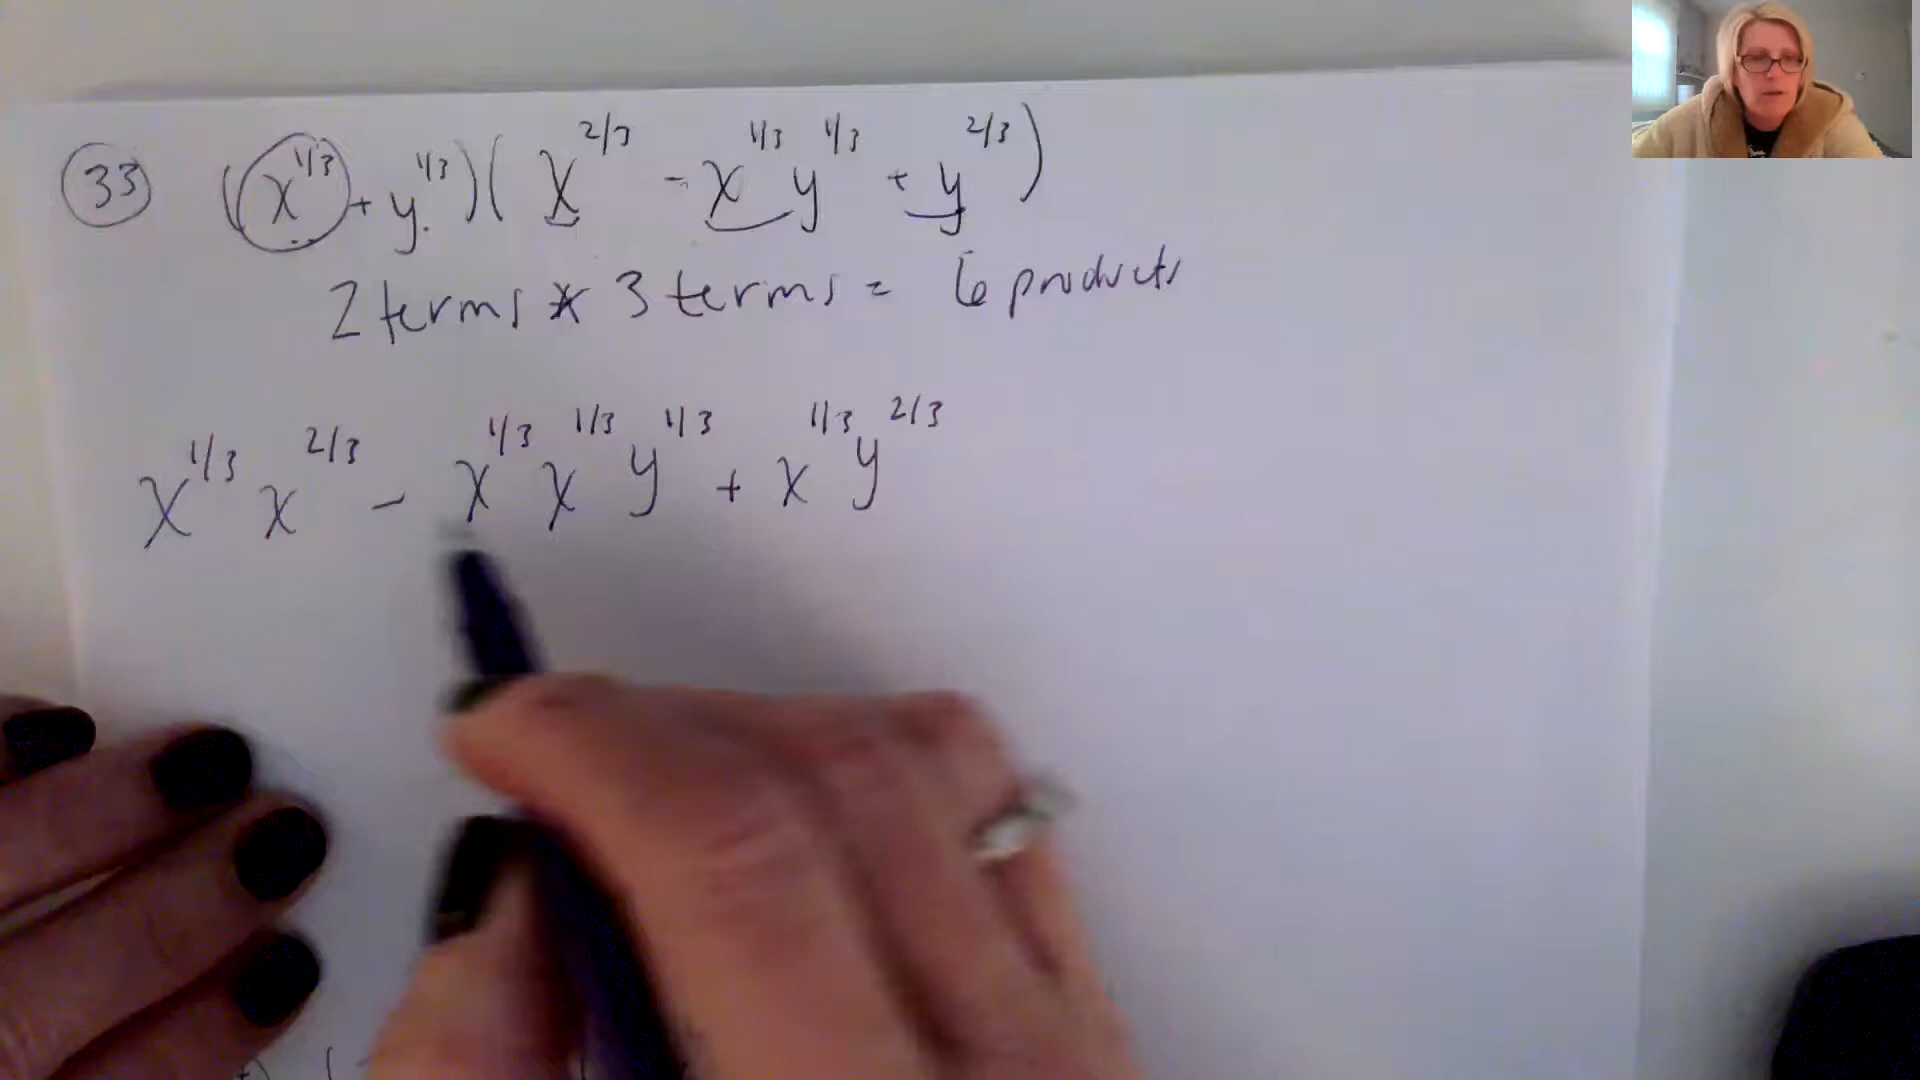 33 (x^{1/3} + y^{1/3})(x^{2/3} - x^{1/3} y^{1/3} + y^{2/3})
2 terms * 3 terms = 6 products
x^{1/3} x^{2/3} - x^{1/3} x^{1/3} y^{1/3} + x^{1/3} y^{2/3}